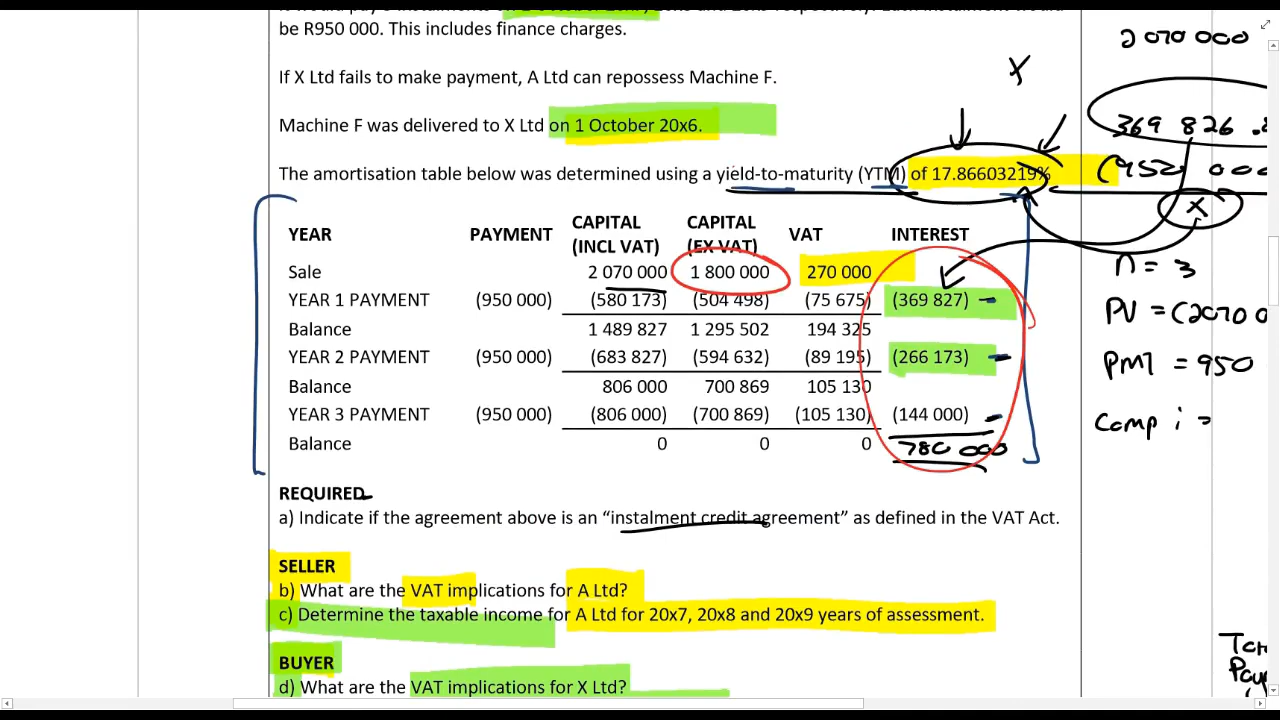 be R950 000. This includes finance charges.
2 070 000
If X Ltd fails to make payment, A Ltd can repossess Machine F.
X
Machine F was delivered to X Ltd on 1 October 20x6.
369 826 .
The amortisation table below was determined using a yield-to-maturity (YTM) of 17.86603219%
(952 000
X
YEAR PAYMENT CAPITAL (INCL VAT) CAPITAL (EX VAT) VAT INTEREST
Sale 2 070 000 1 800 000 270 000
n = 3
YEAR 1 PAYMENT (950 000) (580 173) (504 498) (75 675) (369 827)
PV = (2070 0
Balance 1 489 827 1 295 502 194 325
YEAR 2 PAYMENT (950 000) (683 827) (594 632) (89 195) (266 173)
PMT = 950
Balance 806 000 700 869 105 130
YEAR 3 PAYMENT (950 000) (806 000) (700 869) (105 130) (144 000)
Comp i =
Balance 0 0 0 780 000
REQUIRED
a) Indicate if the agreement above is an “instalment credit agreement” as defined in the VAT Act.
SELLER
b) What are the VAT implications for A Ltd?
c) Determine the taxable income for A Ltd for 20x7, 20x8 and 20x9 years of assessment.
BUYER
d) What are the VAT implications for X Ltd?